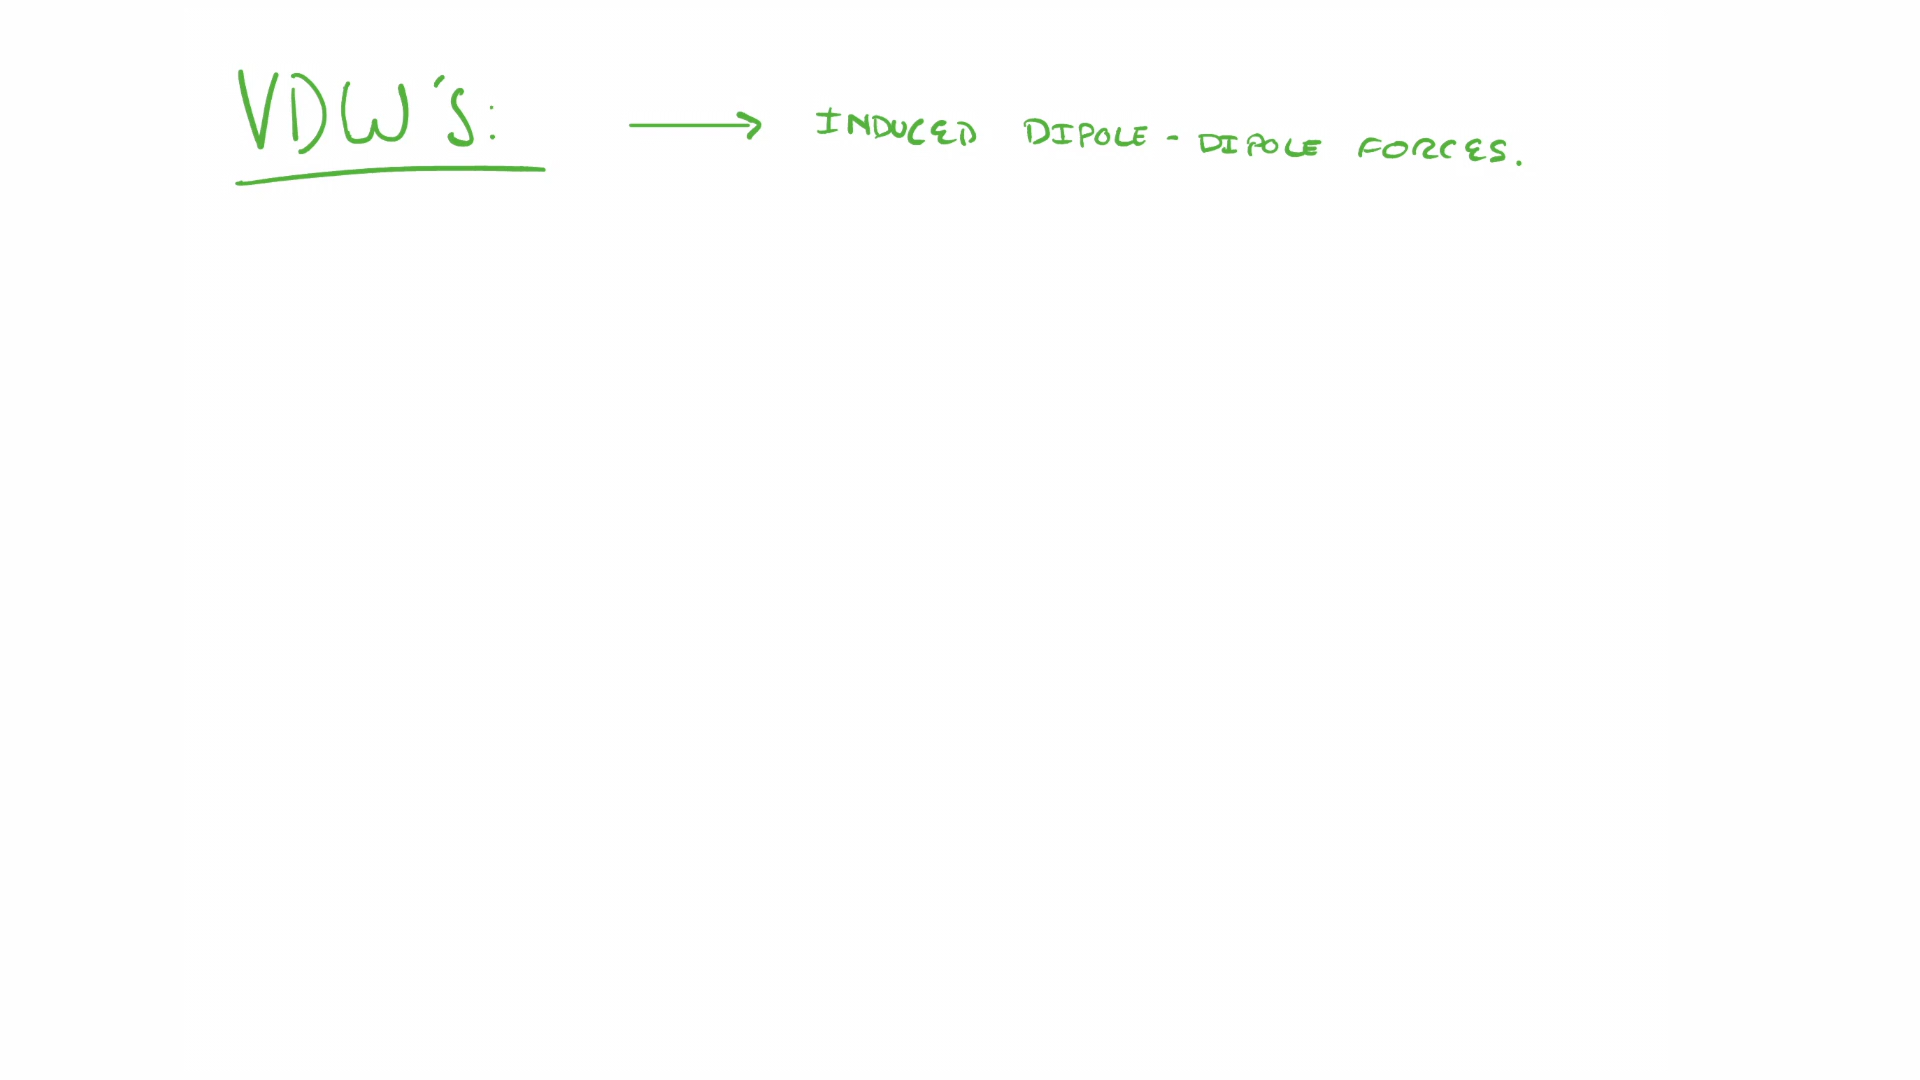 VDW's: → INDUCED DIPOLE - DIPOLE FORCES.